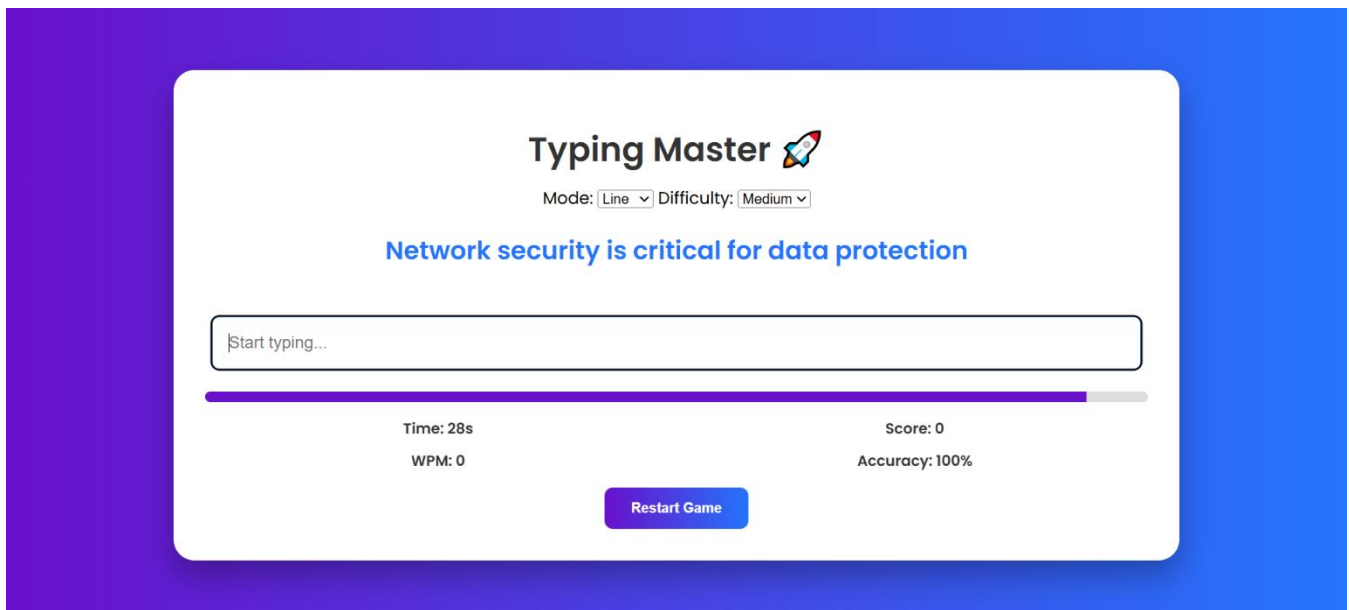 Typing Master 🚀
Mode: Line Difficulty: Medium
Network security is critical for data protection
Start typing...
Time: 28s Score: 0
WPM: 0 Accuracy: 100%
Restart Game